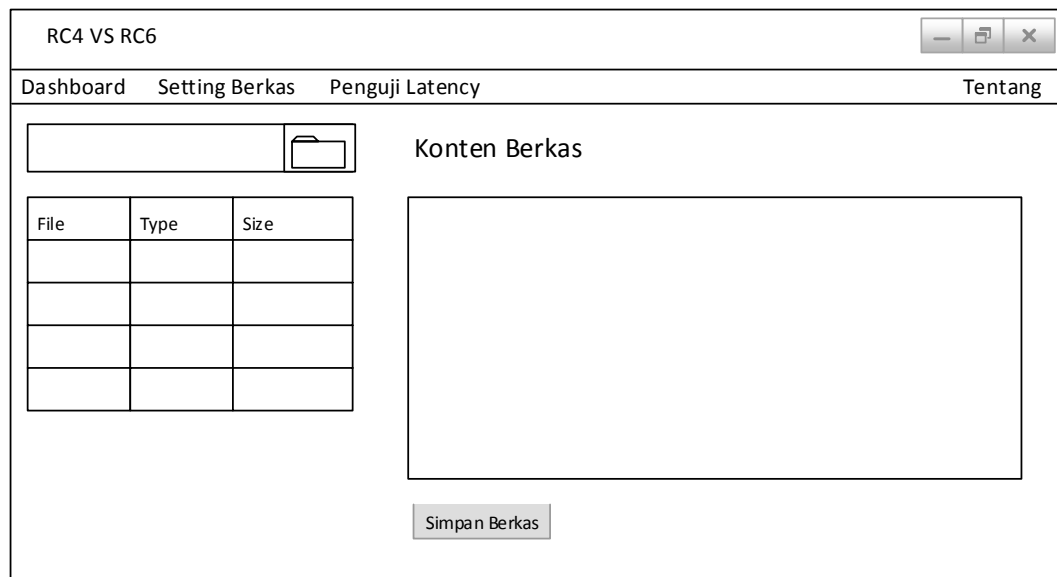 RC4 VS RC6
Dashboard Setting Berkas Penguji Latency Tentang
Konten Berkas
File Type Size
Simpan Berkas